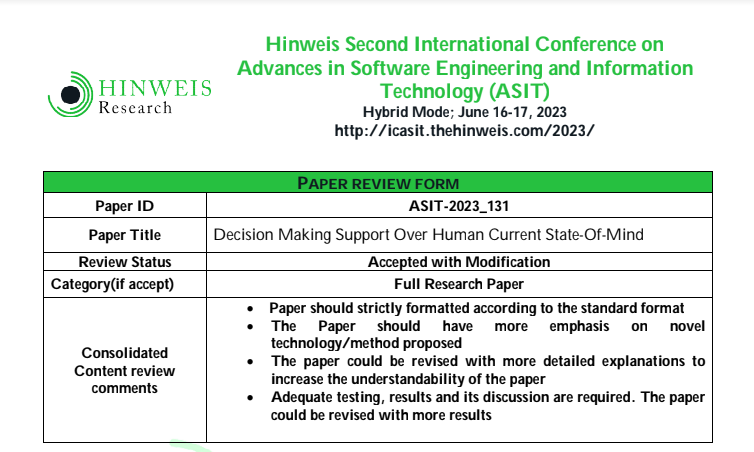 Hinweis Second International Conference on
Advances in Software Engineering and Information
Technology (ASIT)
Hybrid Mode; June 16-17, 2023
http://icasit.thehinweis.com/2023/
HINWEIS
Research
PAPER REVIEW FORM
Paper ID
ASIT-2023_131
Paper Title
Decision Making Support Over Human Current State-Of-Mind
Review Status
Accepted with Modification
Category(if accept)
Full Research Paper
Consolidated
Content review
comments
• Paper should strictly formatted according to the standard format
• The Paper should have more emphasis on novel
technology/method proposed
• The paper could be revised with more detailed explanations to
increase the understandability of the paper
• Adequate testing, results and its discussion are required. The paper
could be revised with more results